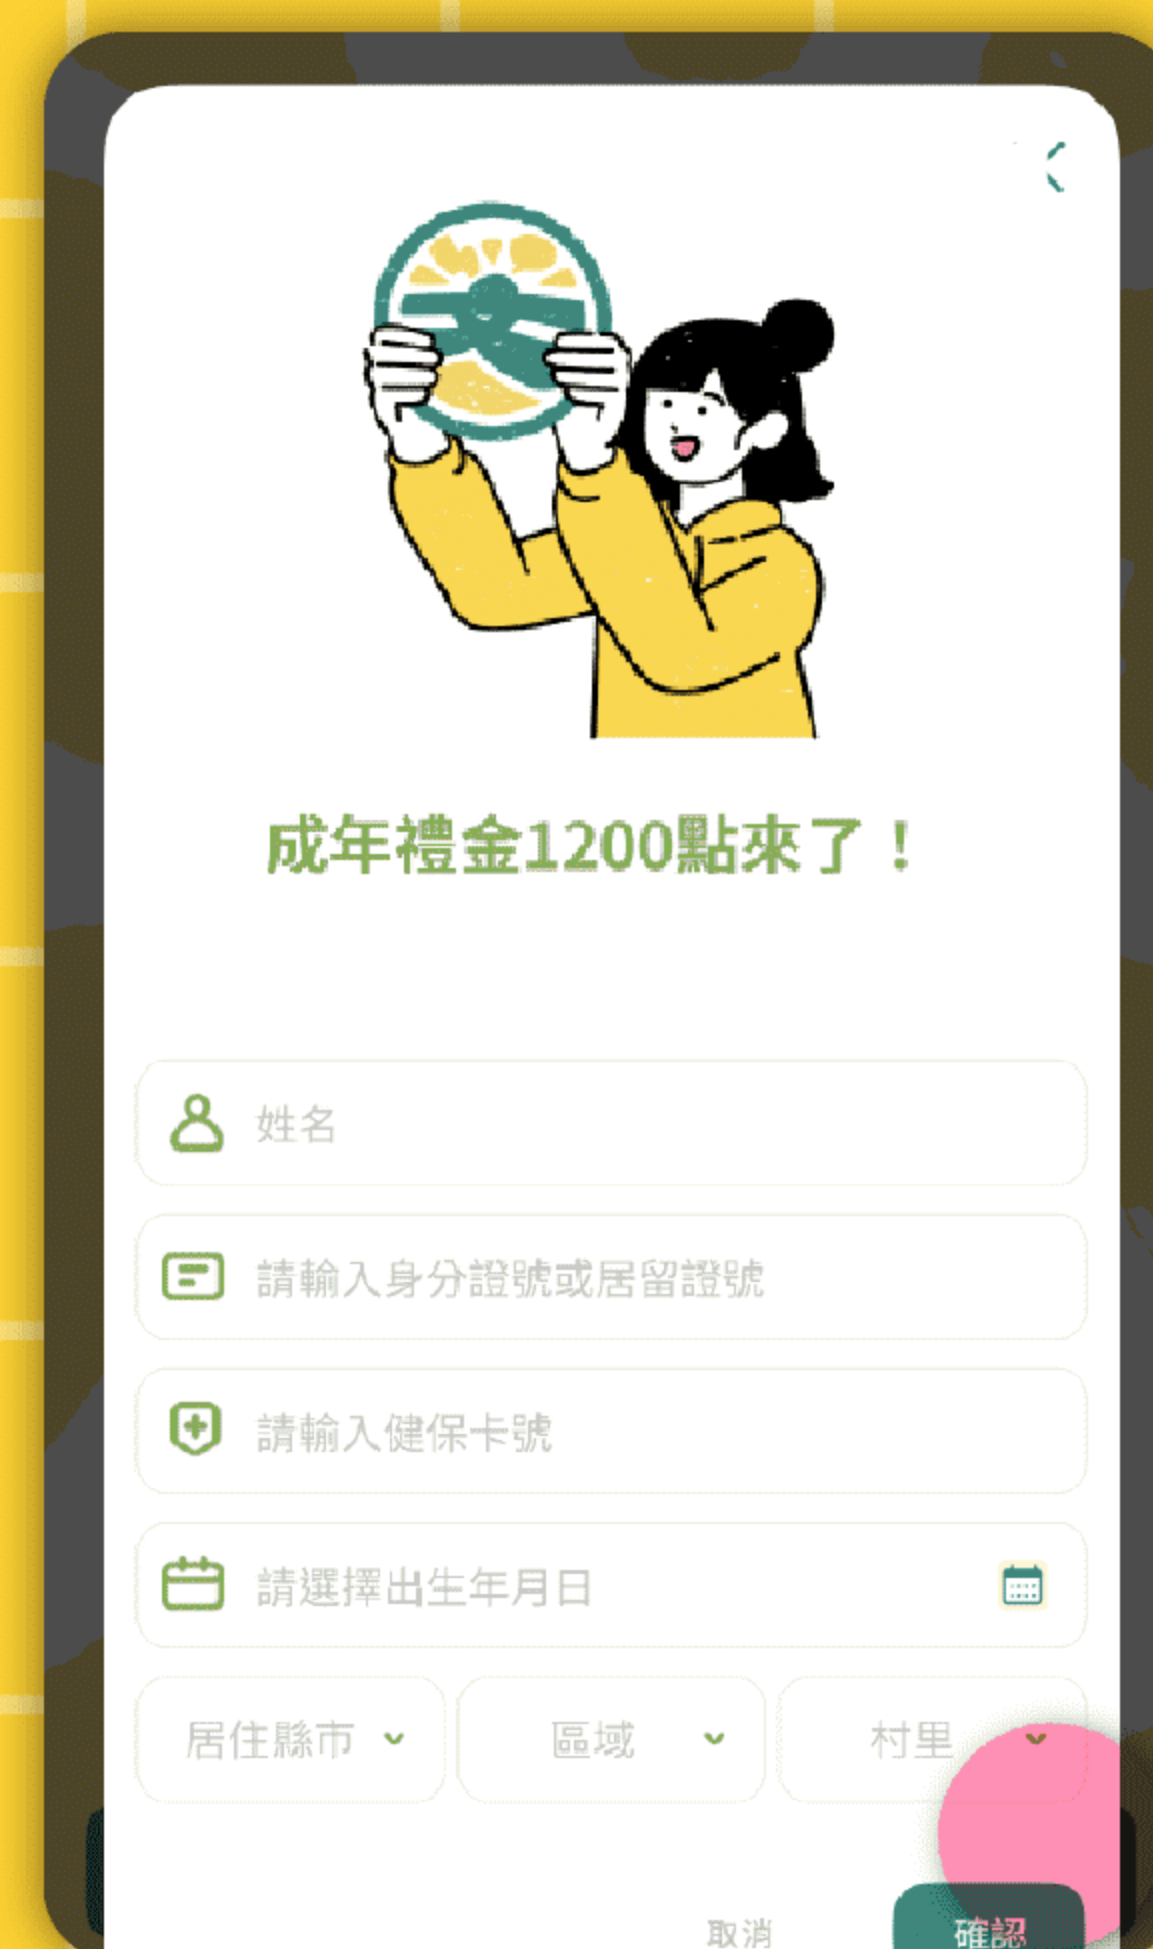 成年禮金1200點來了！
姓名
請輸入身分證號或居留證號
請輸入健保卡號
請選擇出生年月日
居住縣市 區域 村里
取消 確認